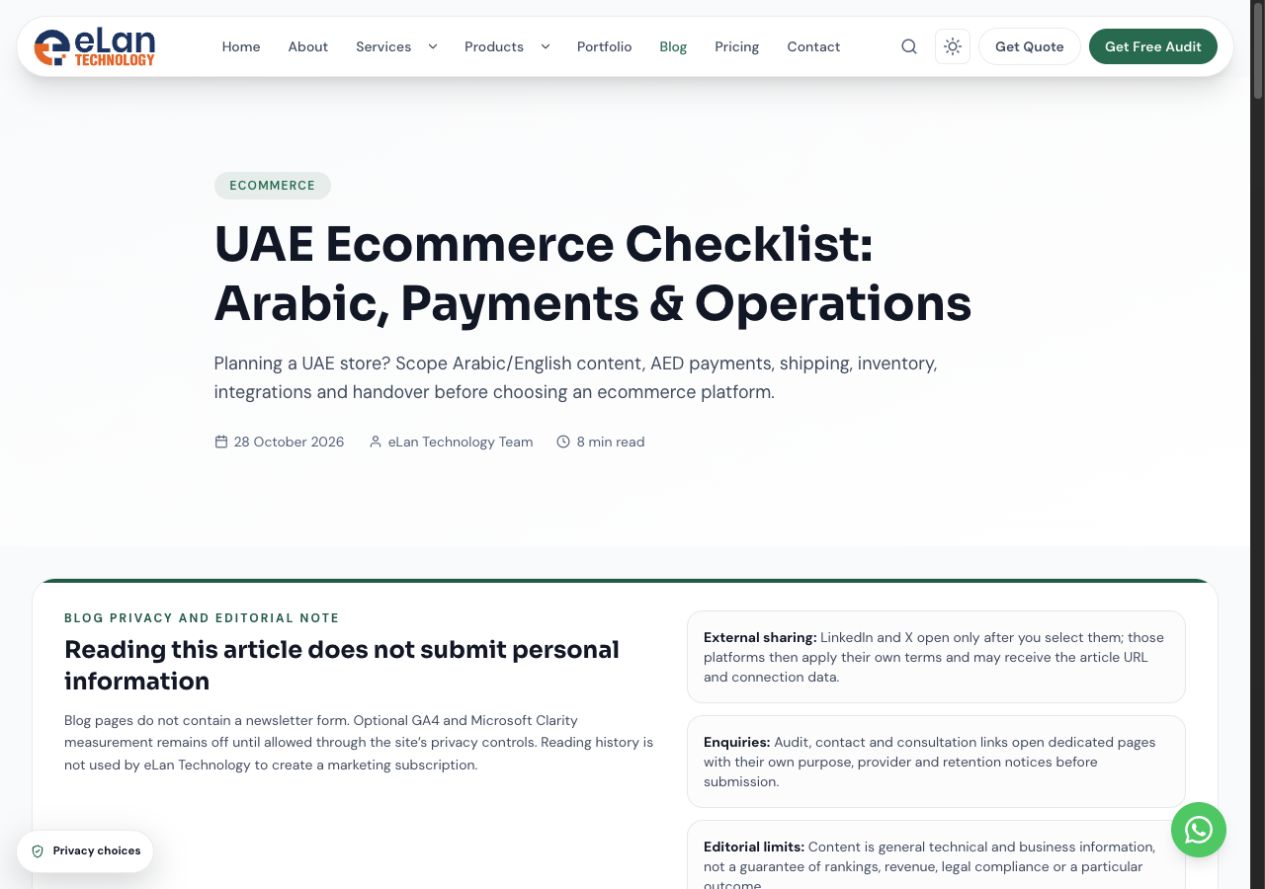 eLan
TECHNOLOGY
Home About Services Products Portfolio Blog Pricing Contact Get Quote Get Free Audit
ECOMMERCE
UAE Ecommerce Checklist:
Arabic, Payments & Operations
Planning a UAE store? Scope Arabic/English content, AED payments, shipping, inventory,
integrations and handover before choosing an ecommerce platform.
28 October 2026 eLan Technology Team 8 min read
BLOG PRIVACY AND EDITORIAL NOTE
Reading this article does not submit personal
information
Blog pages do not contain a newsletter form. Optional GA4 and Microsoft Clarity
measurement remains off until allowed through the site’s privacy controls. Reading history is
not used by eLan Technology to create a marketing subscription.
External sharing: LinkedIn and X open only after you select them; those
platforms then apply their own terms and may receive the article URL
and connection data.
Enquiries: Audit, contact and consultation links open dedicated pages
with their own purpose, provider and retention notices before
submission.
Editorial limits: Content is general technical and business information,
not a guarantee of rankings, revenue, legal compliance or a particular
outcome.
Privacy choices